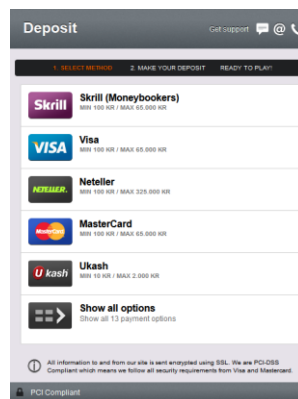 Deposit
Get support
1. SELECT METHOD 2. MAKE YOUR DEPOSIT READY TO PLAY!
Skrill
Skrill (Moneybookers)
MIN 100 KR / MAX 65.000 KR
VISA
Visa
MIN 100 KR / MAX 65.000 KR
NETELLER.
Neteller
MIN 100 KR / MAX 325.000 KR
MasterCard
MasterCard
MIN 100 KR / MAX 65.000 KR
Ukash
Ukash
MIN 10 KR / MAX 2.000 KR
Show all options
Show all 13 payment options
All information to and from our site is sent enrypted using SSL. We are PCI-DSS
Compliant which means we follow all security requirements from Visa and Mastercard.
PCI Compliant